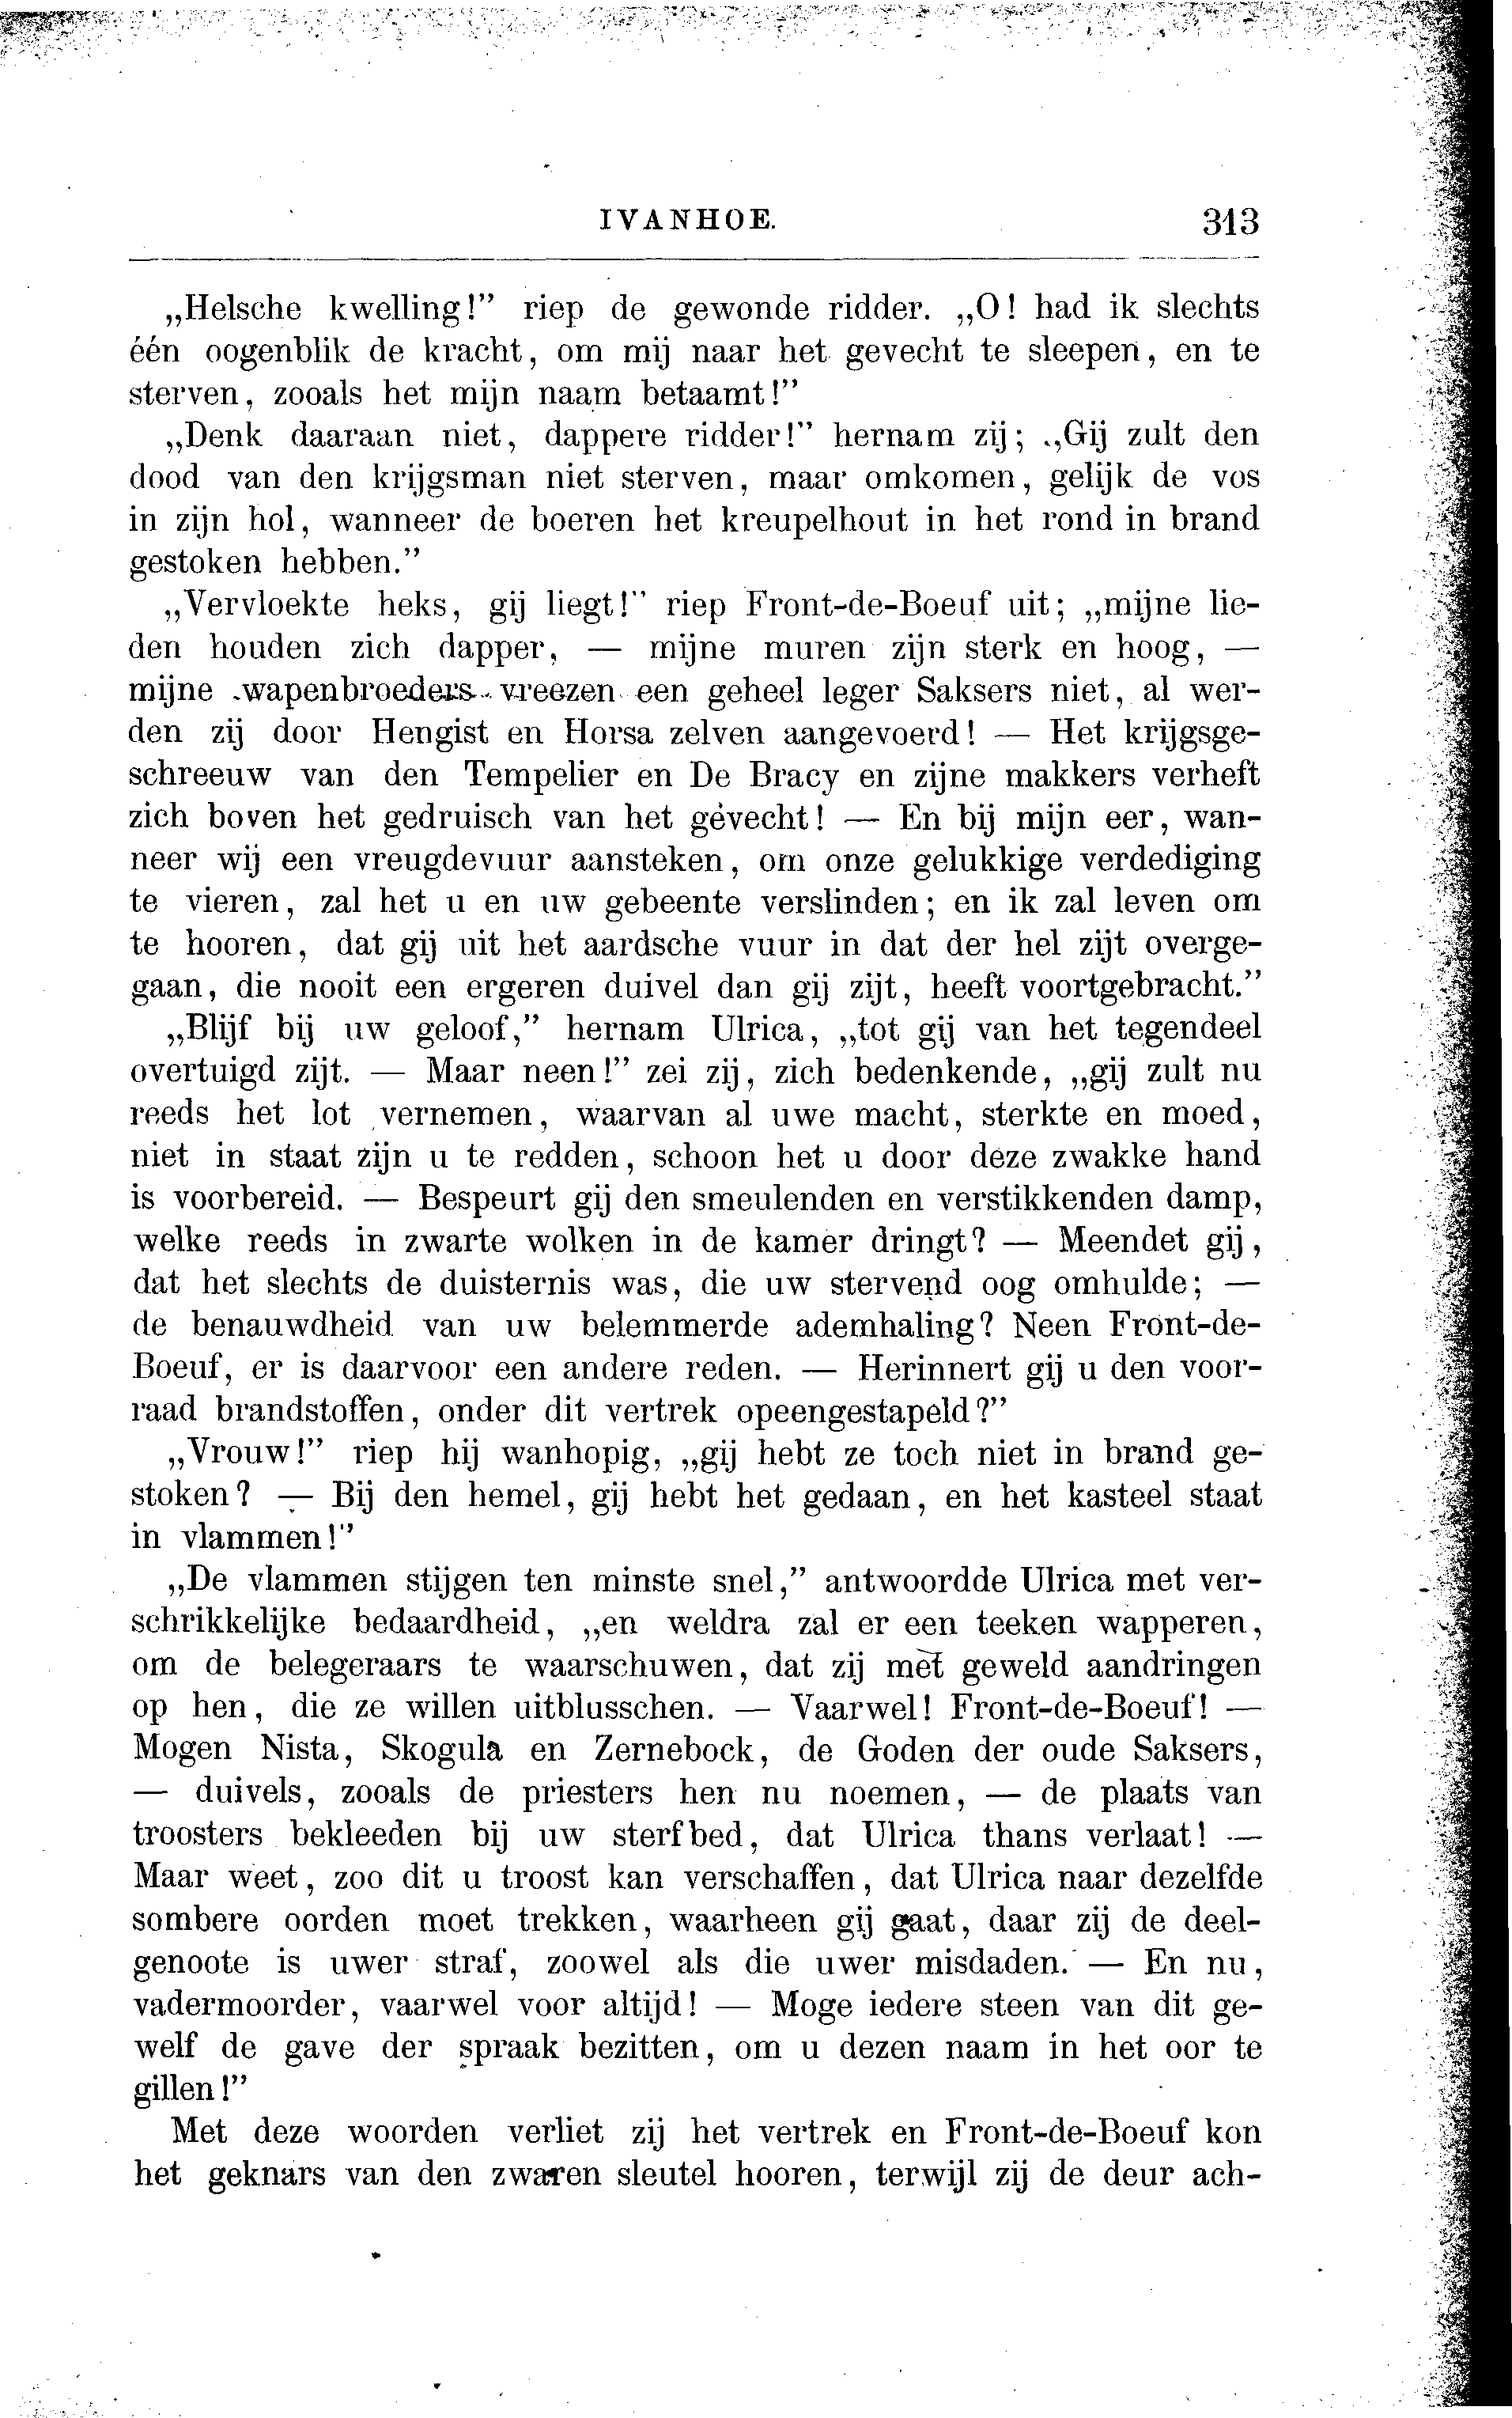 IVANHOE. 313
„Helsche kwelling!” riep de gewonde ridder. „O! had ik slechts
één oogenblik de kracht, om mij naar het gevecht te sleepen, en te
sterven, zooals het mijn naam betaamt!”
„Denk daaraan niet, dappere ridder!” hernam zij; „Gij zult den
dood van den krijgsman niet sterven, maar omkomen, gelijk de vos
in zijn hol, wanneer de boeren het kreupelhout in het rond in brand
gestoken hebben.”
„Vervloekte heks, gij liegt!” riep Front-de-Boeuf uit; „mijne lie-
den houden zich dapper, — mijne muren zijn sterk en hoog, —
mijne wapenbroeders vreezen een geheel leger Saksers niet, al wer-
den zij door Hengist en Horsa zelven aangevoerd! — Het krijgsge-
schreeuw van den Tempelier en De Bracy en zijne makkers verheft
zich boven het gedruisch van het gevecht! — En bij mijn eer, wan-
neer wij een vreugdevuur aansteken, om onze gelukkige verdediging
te vieren, zal het u en uw gebeente verslinden; en ik zal leven om
te hooren, dat gij uit het aardsche vuur in dat der hel zijt overge-
gaan, die nooit een ergeren duivel dan gij zijt, heeft voortgebracht.”
„Blijf bij uw geloof,” hernam Ulrica, „tot gij van het tegendeel
overtuigd zijt. — Maar neen!” zei zij, zich bedenkende, „gij zult nu
reeds het lot vernemen, waarvan al uwe macht, sterkte en moed,
niet in staat zijn u te redden, schoon het u door deze zwakke hand
is voorbereid. — Bespeurt gij den smeulenden en verstikkenden damp,
welke reeds in zwarte wolken in de kamer dringt? — Meendet gij,
dat het slechts de duisternis was, die uw stervend oog omhulde; —
de benauwdheid van uw belemmerde ademhaling? Neen Front-de-
Boeuf, er is daarvoor een andere reden. — Herinnert gij u den voor-
raad brandstoffen, onder dit vertrek opeengestapeld?”
„Vrouw!” riep hij wanhopig, „gij hebt ze toch niet in brand ge-
stoken? — Bij den hemel, gij hebt het gedaan, en het kasteel staat
in vlammen!”
„De vlammen stijgen ten minste snel,” antwoordde Ulrica met ver-
schrikkelijke bedaardheid, „en weldra zal er een teeken wapperen,
om de belegeraars te waarschuwen, dat zij met geweld aandringen
op hen, die ze willen uitblusschen. — Vaarwel! Front-de-Boeuf! —
Mogen Nista, Skogula en Zernebock, de Goden der oude Saksers,
— duivels, zooals de priesters hen nu noemen, — de plaats van
troosters bekleeden bij uw sterfbed, dat Ulrica thans verlaat! —
Maar weet, zoo dit u troost kan verschaffen, dat Ulrica naar dezelfde
sombere oorden moet trekken, waarheen gij gaat, daar zij de deel-
genoote is uwer straf, zoowel als die uwer misdaden. — En nu,
vadermoorder, vaarwel voor altijd! — Moge iedere steen van dit ge-
welf de gave der spraak bezitten, om u dezen naam in het oor te
gillen!”
Met deze woorden verliet zij het vertrek en Front-de-Boeuf kon
het geknars van den zwaren sleutel hooren, terwijl zij de deur ach-